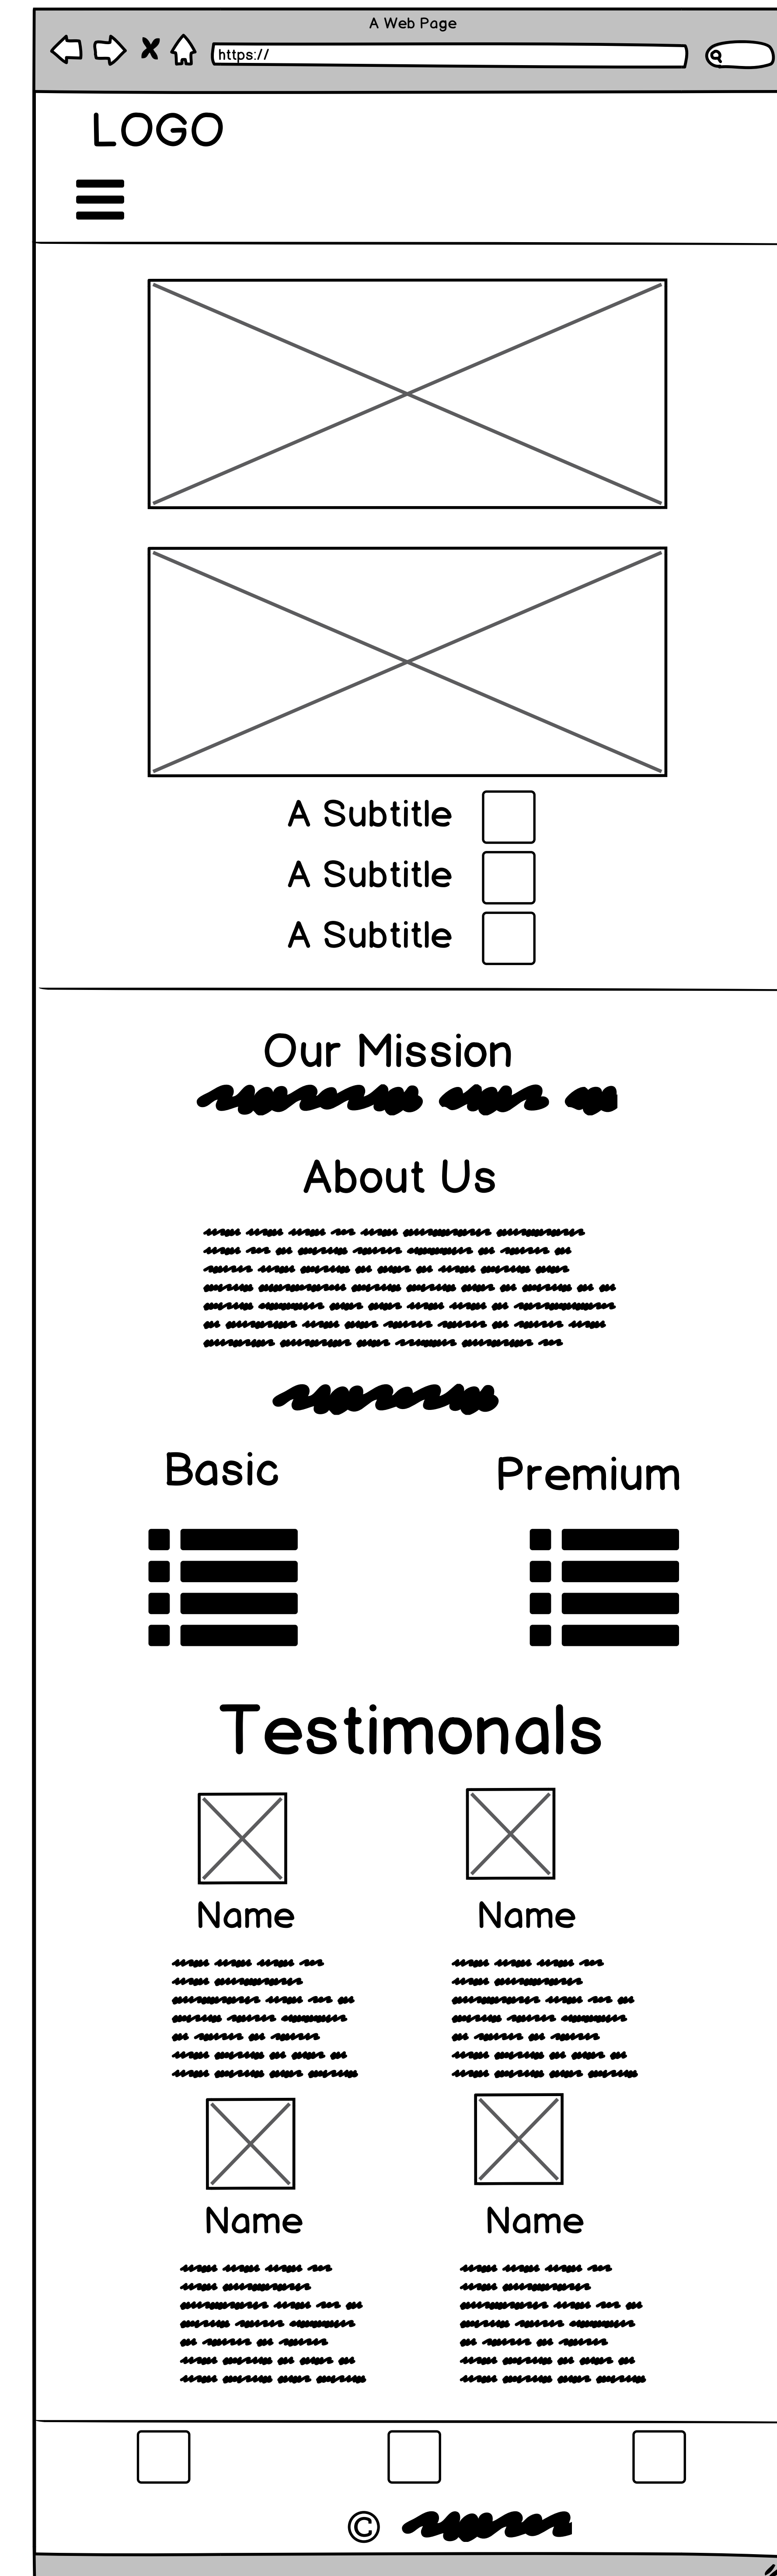 A Web Page
https://
LOGO
A Subtitle
A Subtitle
A Subtitle
Our Mission
About Us
Basic
Premium
Testimonals
Name
Name
Name
Name
©